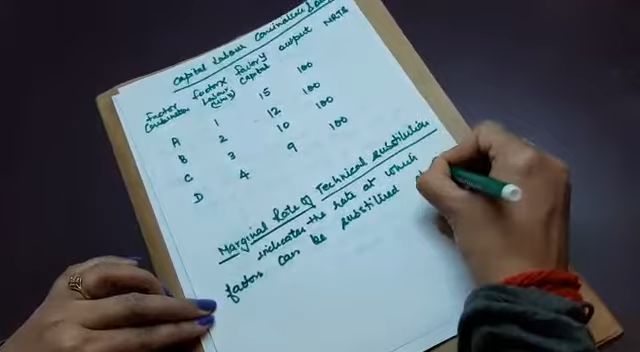 Capital Labour Combination
Factor Combination Factor X Labour (Units) Factor Y Capital output MRTS
A 1 15 100
B 2 12 100
C 3 10 100
D 4 9 100
Marginal Rate of Technical substitution
indicates the rate at which
factors can be substituted